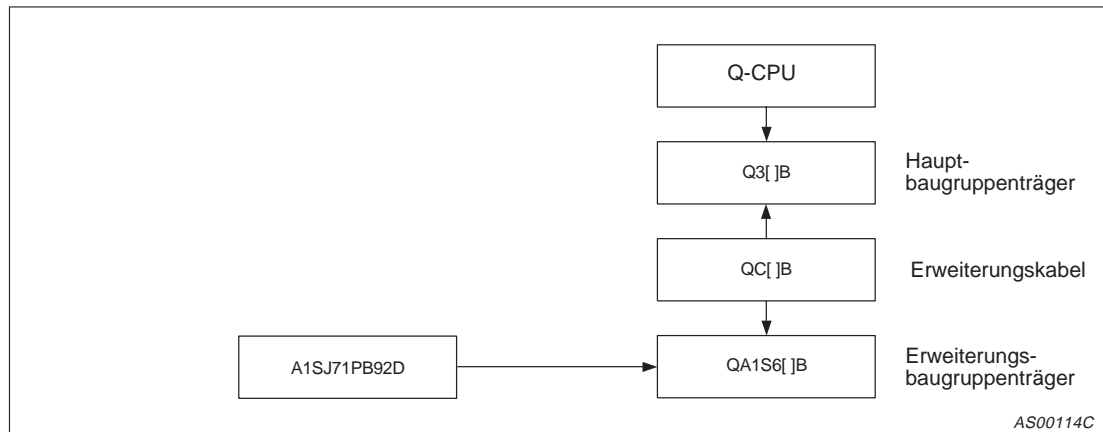 Q-CPU
Q3[ ]B
Haupt-
baugruppenträger
QC[ ]B
Erweiterungskabel
A1SJ71PB92D
QA1S6[ ]B
Erweiterungs-
baugruppenträger
AS00114C